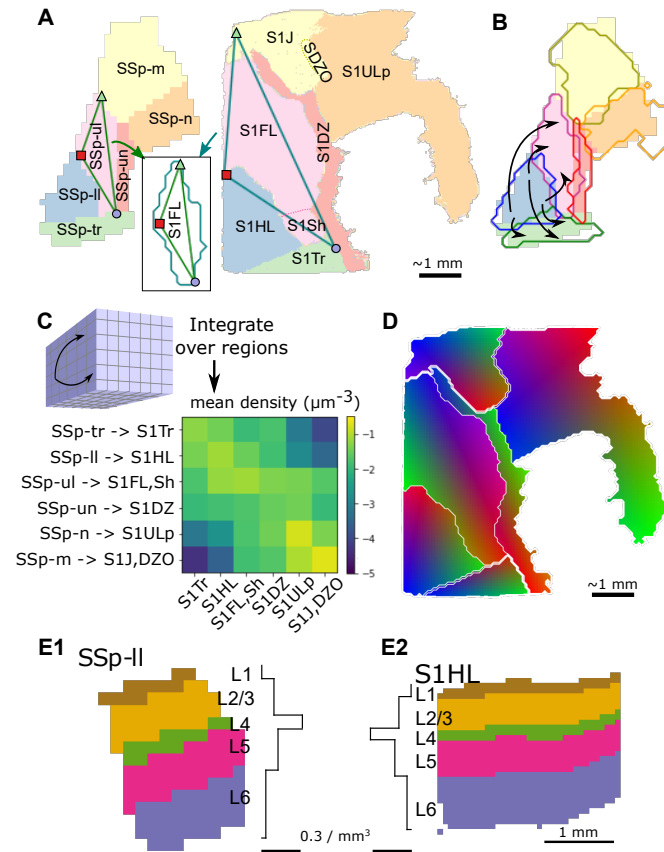 A
B
SSp-m
SSp-n
SSp-ul
SSp-un
SSp-ll
SSp-tr
S1FL
S1J
SDZO
S1ULp
S1FL
S1DZ
S1HL
S1Sh
S1Tr
~1 mm
C
Integrate
over regions
mean density (μm⁻³)
SSp-tr -> S1Tr
SSp-ll -> S1HL
SSp-ul -> S1FL,Sh
SSp-un -> S1DZ
SSp-n -> S1ULp
SSp-m -> S1J,DZO
S1Tr
S1HL
S1FL,Sh
S1DZ
S1ULp
S1J,DZO
−1
−2
−3
−4
−5
D
~1 mm
E1
SSp-ll
L1
L2/3
L4
L5
L6
0.3 / mm³
E2
S1HL
L1
L2/3
L4
L5
L6
1 mm